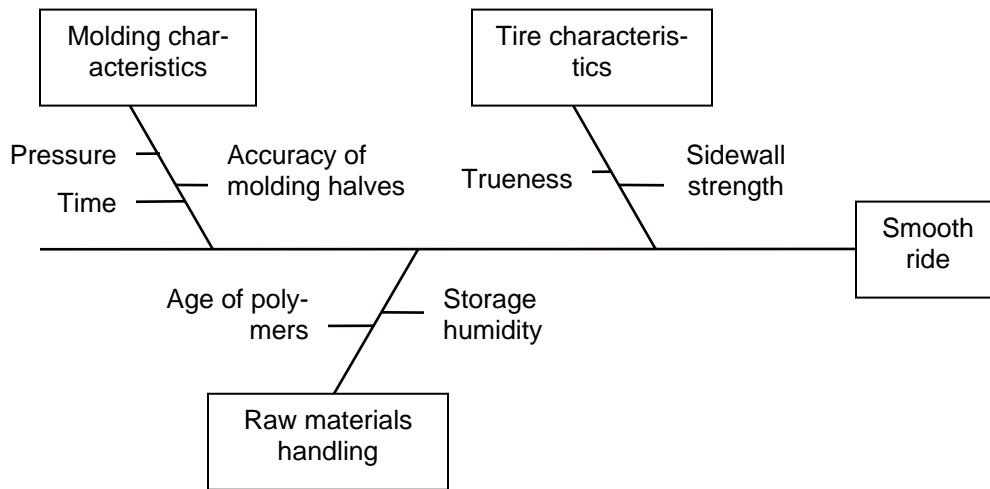 Molding char-
acteristics
Tire characteris-
tics
Pressure
Time
Accuracy of
molding halves
Trueness
Sidewall
strength
Smooth
ride
Age of poly-
mers
Storage
humidity
Raw materials
handling